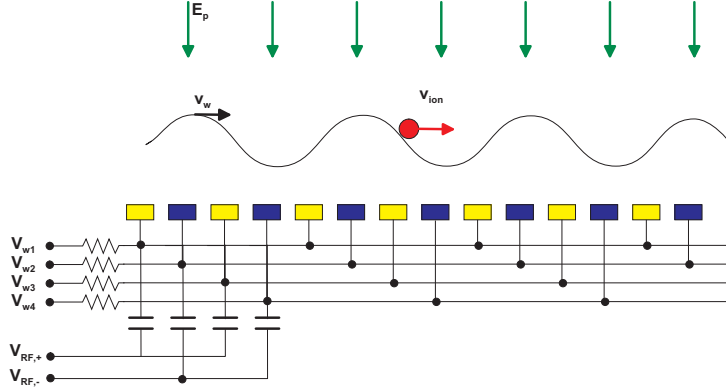 E_p
v_w
v_ion
V_w1
V_w2
V_w3
V_w4
V_RF,+
V_RF,-